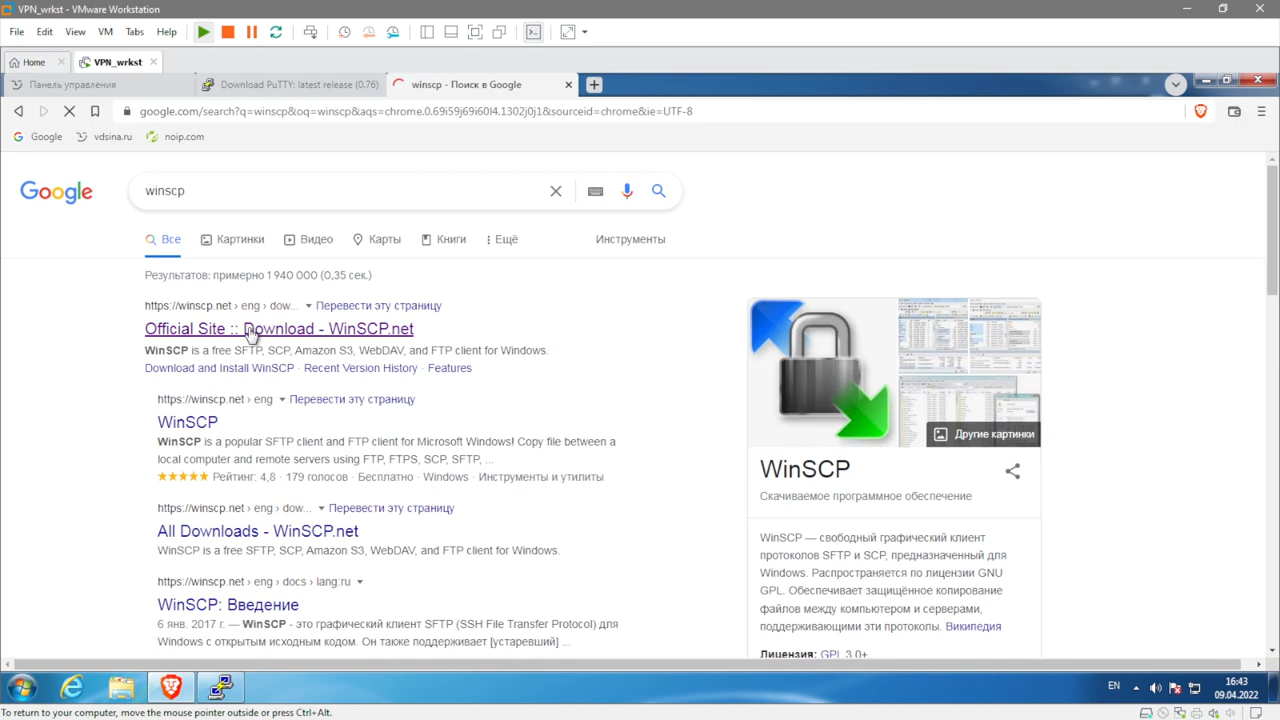 VPN_wrkst - VMware Workstation
File Edit View VM Tabs Help
Home VPN_wrkst
Панель управления Download PuTTY: latest release (0.76) winscp - Поиск в Google
google.com/search?q=winscp&oq=winscp&aqs=chrome.0.69i59j69i60l4.1302j0j1&sourceid=chrome&ie=UTF-8
Google vdsina.ru noip.com
Google winscp
Все Картинки Видео Карты Книги Ещё Инструменты
Результатов: примерно 1 940 000 (0,35 сек.)
https://winscp.net › eng › dow... Перевести эту страницу
Official Site :: Download - WinSCP.net
WinSCP is a free SFTP, SCP, Amazon S3, WebDAV, and FTP client for Windows.
Download and Install WinSCP · Recent Version History · Features
https://winscp.net › eng Перевести эту страницу
WinSCP
WinSCP is a popular SFTP client and FTP client for Microsoft Windows! Copy file between a
local computer and remote servers using FTP, FTPS, SCP, SFTP, ...
Рейтинг: 4,8 · 179 голосов · Бесплатно · Windows · Инструменты и утилиты
https://winscp.net › eng › dow... Перевести эту страницу
All Downloads - WinSCP.net
WinSCP is a free SFTP, SCP, Amazon S3, WebDAV, and FTP client for Windows.
https://winscp.net › eng › docs › lang:ru
WinSCP: Введение
6 янв. 2017 г. — WinSCP - это графический клиент SFTP (SSH File Transfer Protocol) для
Windows с открытым исходным кодом. Он также поддерживает [устаревший] ...
Другие картинки
WinSCP
Скачиваемое программное обеспечение
WinSCP — свободный графический клиент
протоколов SFTP и SCP, предназначенный для
Windows. Распространяется по лицензии GNU
GPL. Обеспечивает защищённое копирование
файлов между компьютером и серверами,
поддерживающими эти протоколы. Википедия
Лицензия: GPL 3.0+
EN 16:43
09.04.2022
To return to your computer, move the mouse pointer outside or press Ctrl+Alt.